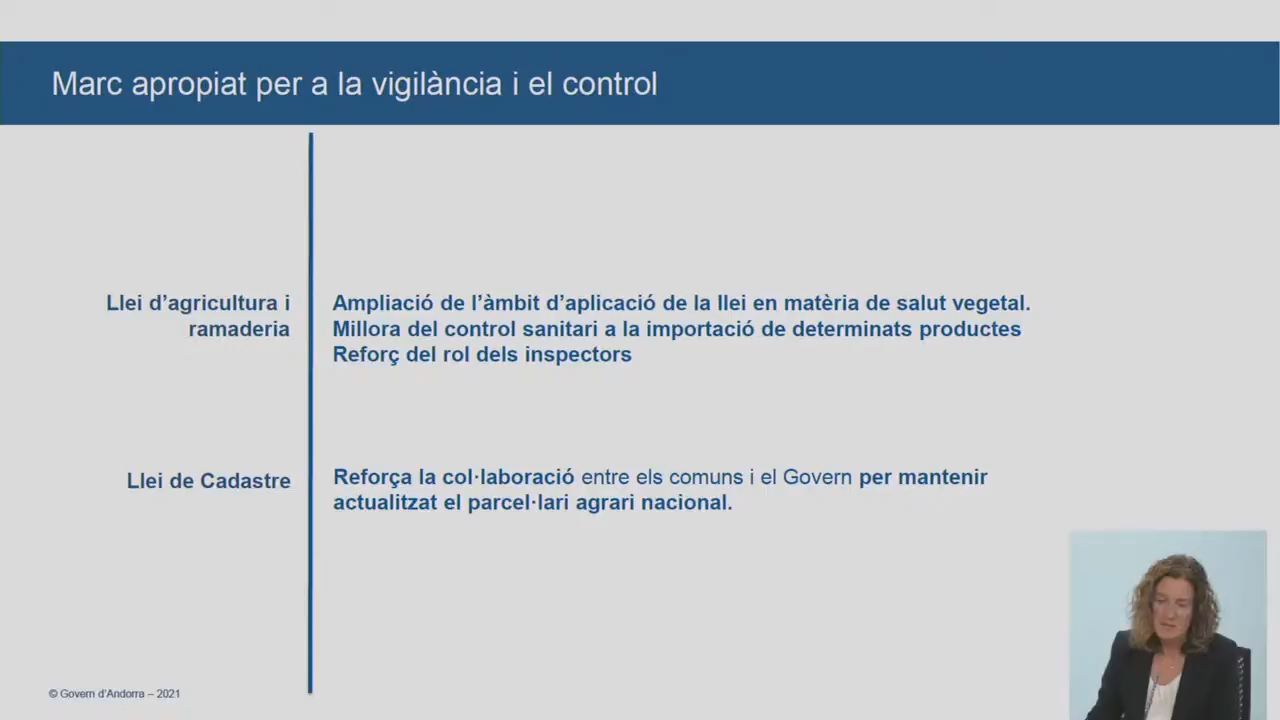 Marc apropiat per a la vigilància i el control
Llei d'agricultura i
ramaderia
Ampliació de l'àmbit d'aplicació de la llei en matèria de salut vegetal.
Millora del control sanitari a la importació de determinats productes
Reforç del rol dels inspectors
Llei de Cadastre
Reforça la col·laboració entre els comuns i el Govern per mantenir
actualitzat el parcel·lari agrari nacional.
© Govern d'Andorra – 2021